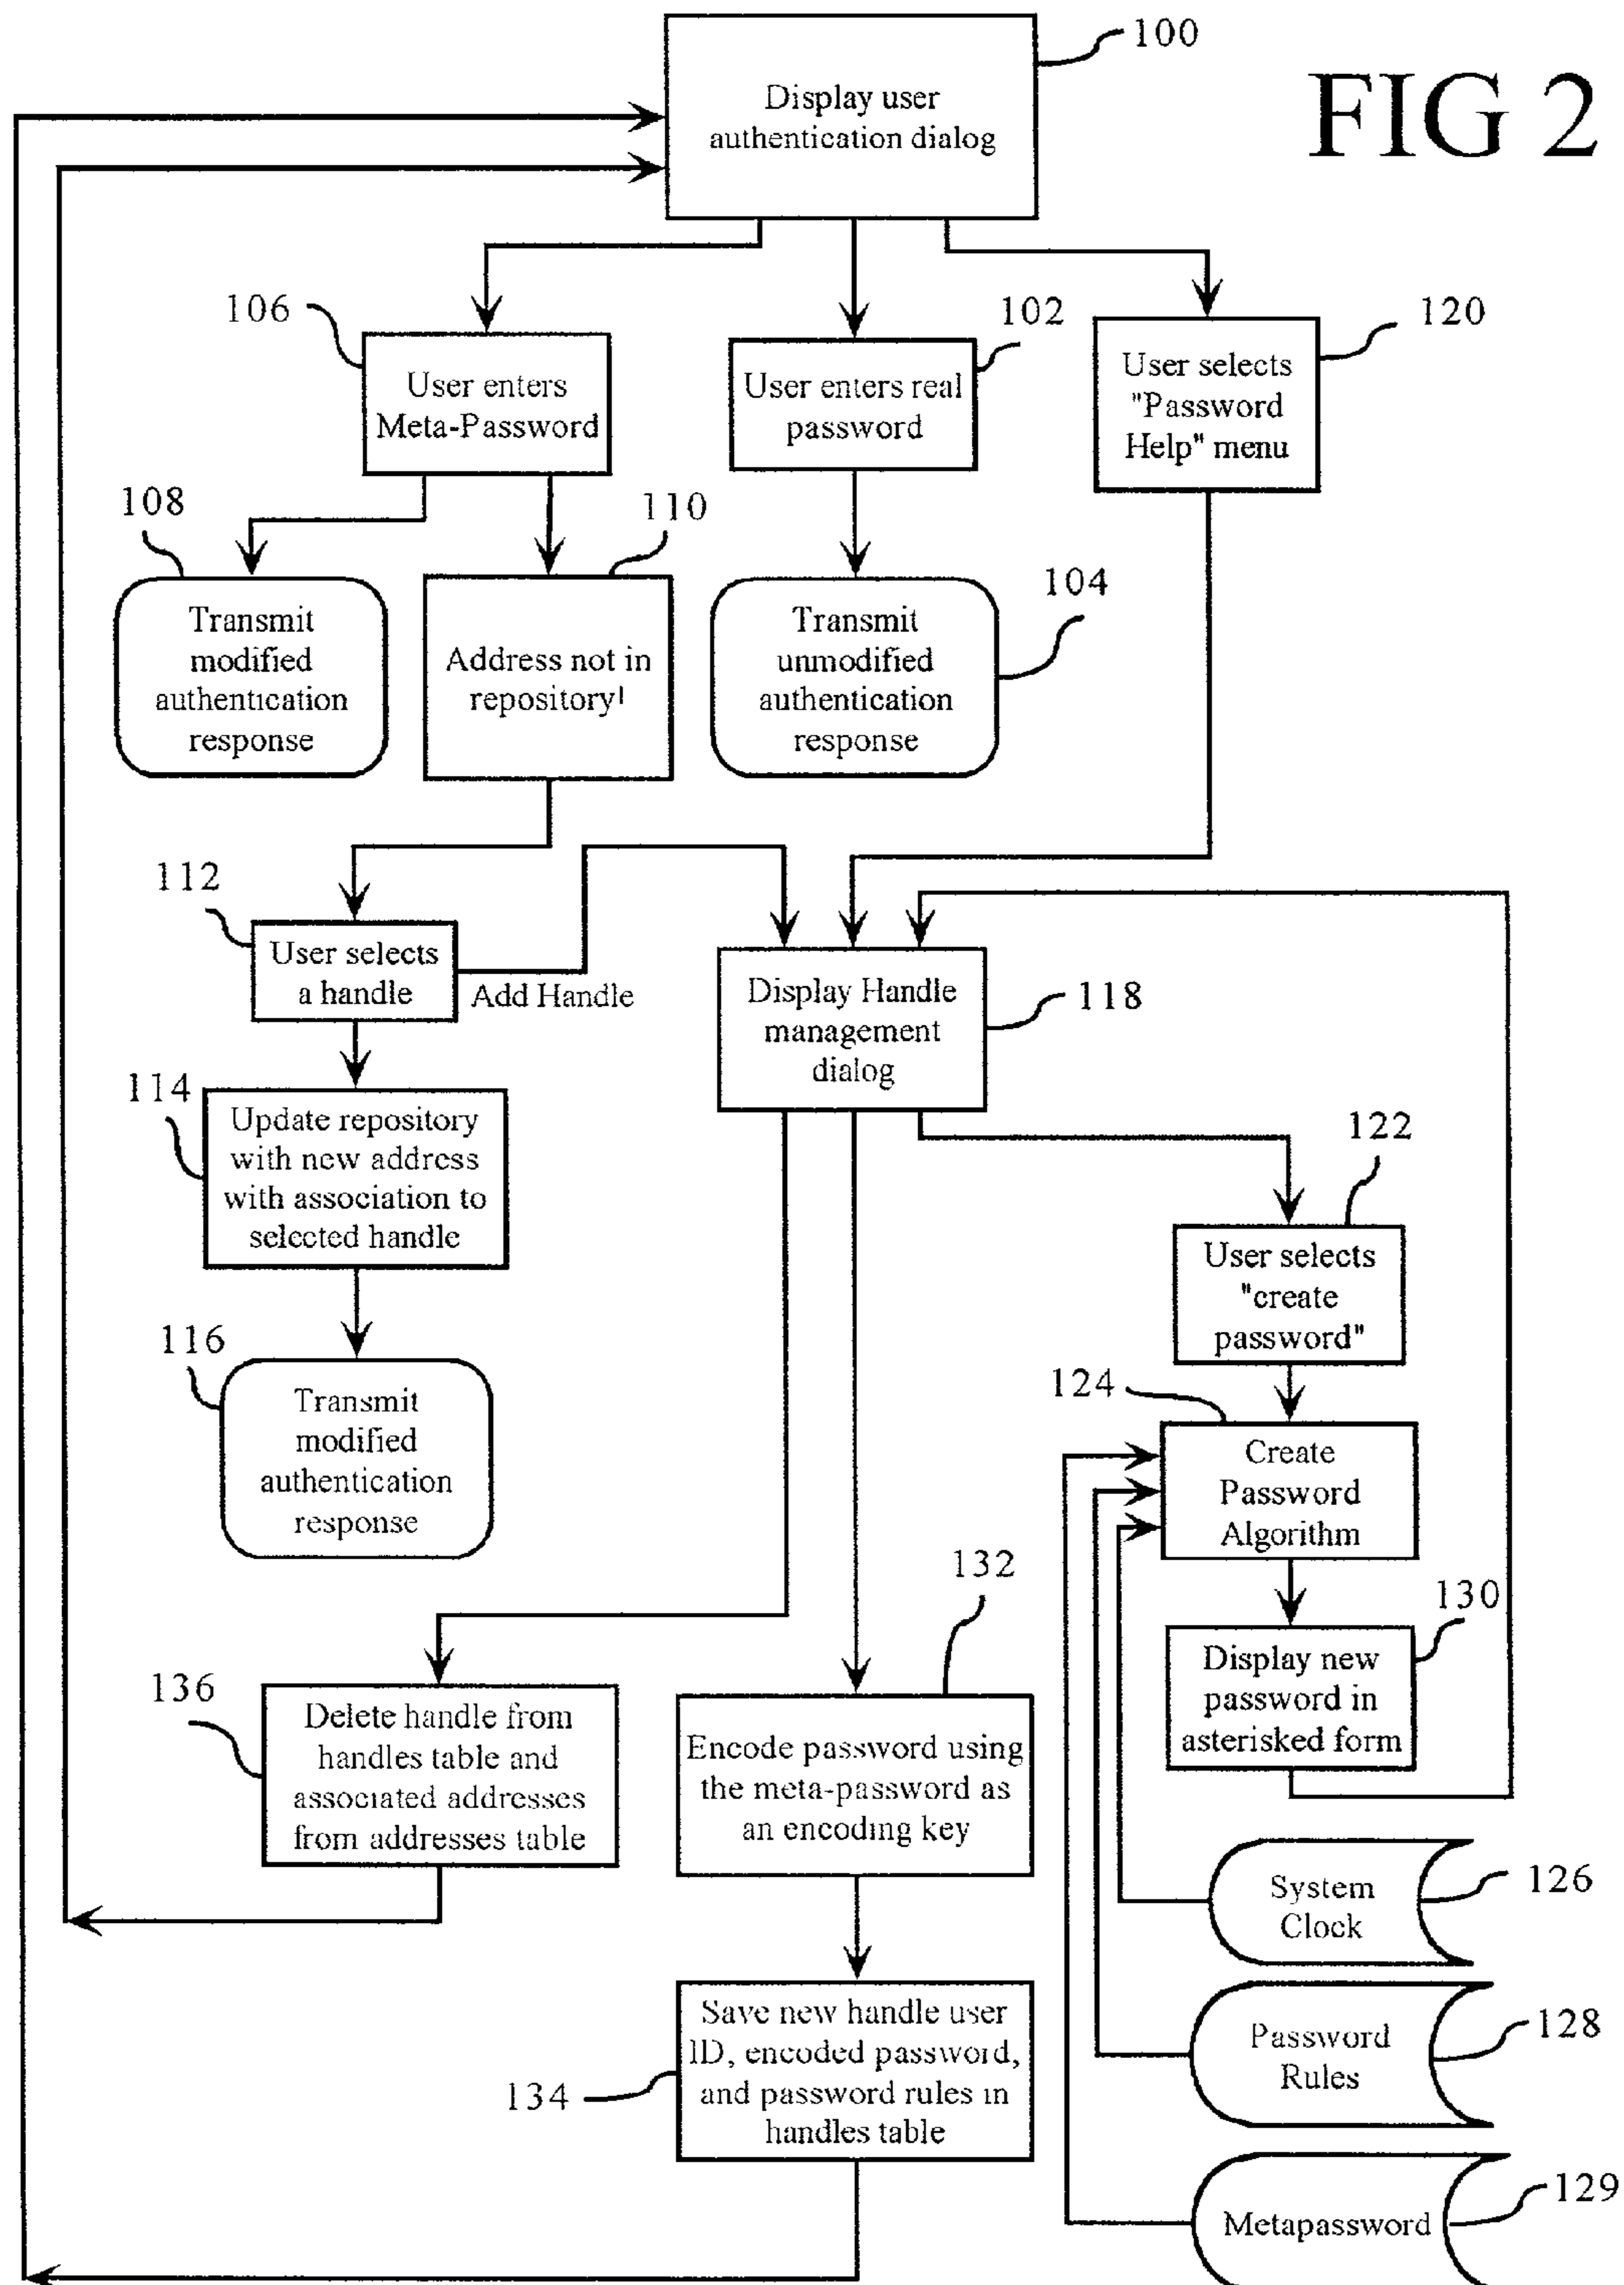 100
FIG 2
Display user
authentication dialog
106
102
120
User enters
Meta-Password
User enters real
password
User selects
"Password
Help" menu
108
110
104
Transmit
modified
authentication
response
Address not in
repository!
Transmit
unmodified
authentication
response
112
User selects
a handle
Add Handle
Display Handle
management
dialog
118
114
Update repository
with new address
with association to
selected handle
122
User selects
"create
password"
116
Transmit
modified
authentication
response
124
Create
Password
Algorithm
132
130
Display new
password in
asterisked form
136
Delete handle from
handles table and
associated addresses
from addresses table
Encode password using
the meta-password as
an encoding key
System
Clock
126
134
Save new handle user
ID, encoded password,
and password rules in
handles table
Password
Rules
128
Metapassword
129